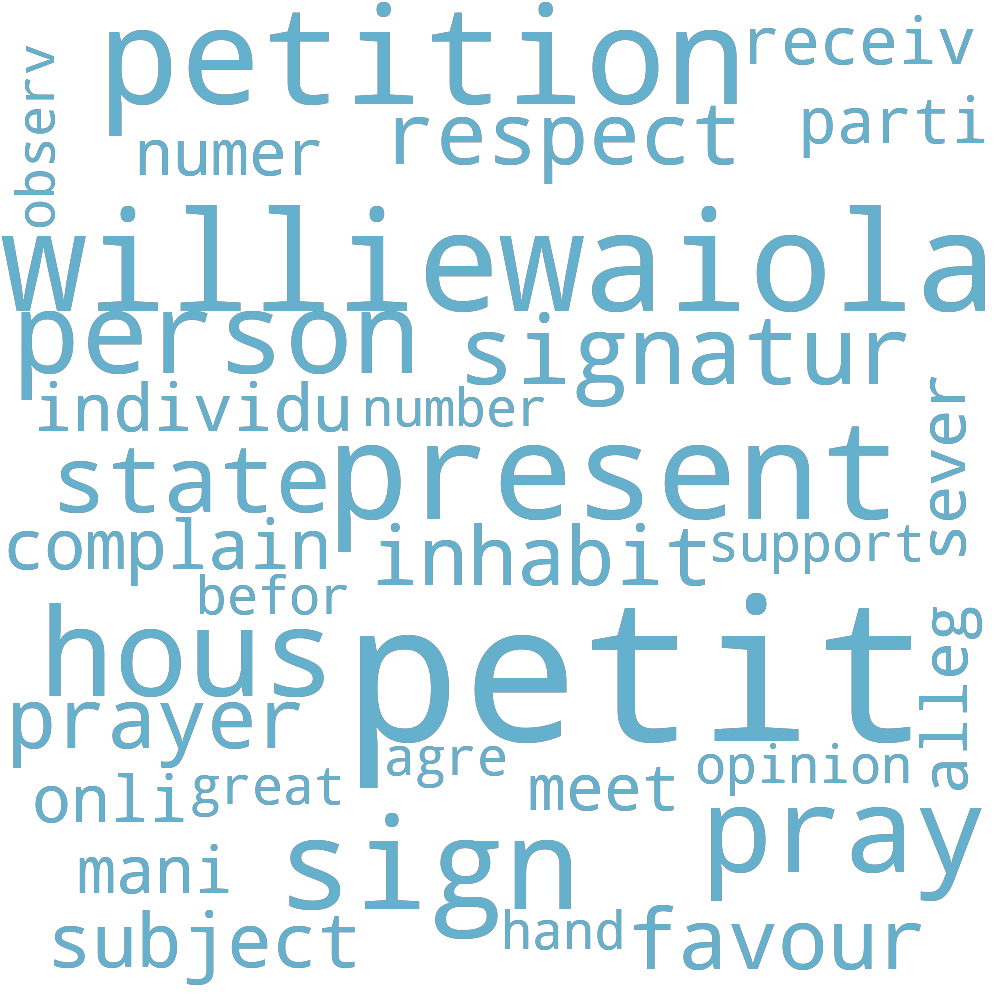 petition
receiv
observ
numer
respect
parti
williewaiola
person
signatur
individu
number
sever
state
present
complain
inhabit
support
befor
hous
petit
alleg
prayer
agre
opinion
onli
great
meet
pray
mani
sign
subject
hand
favour